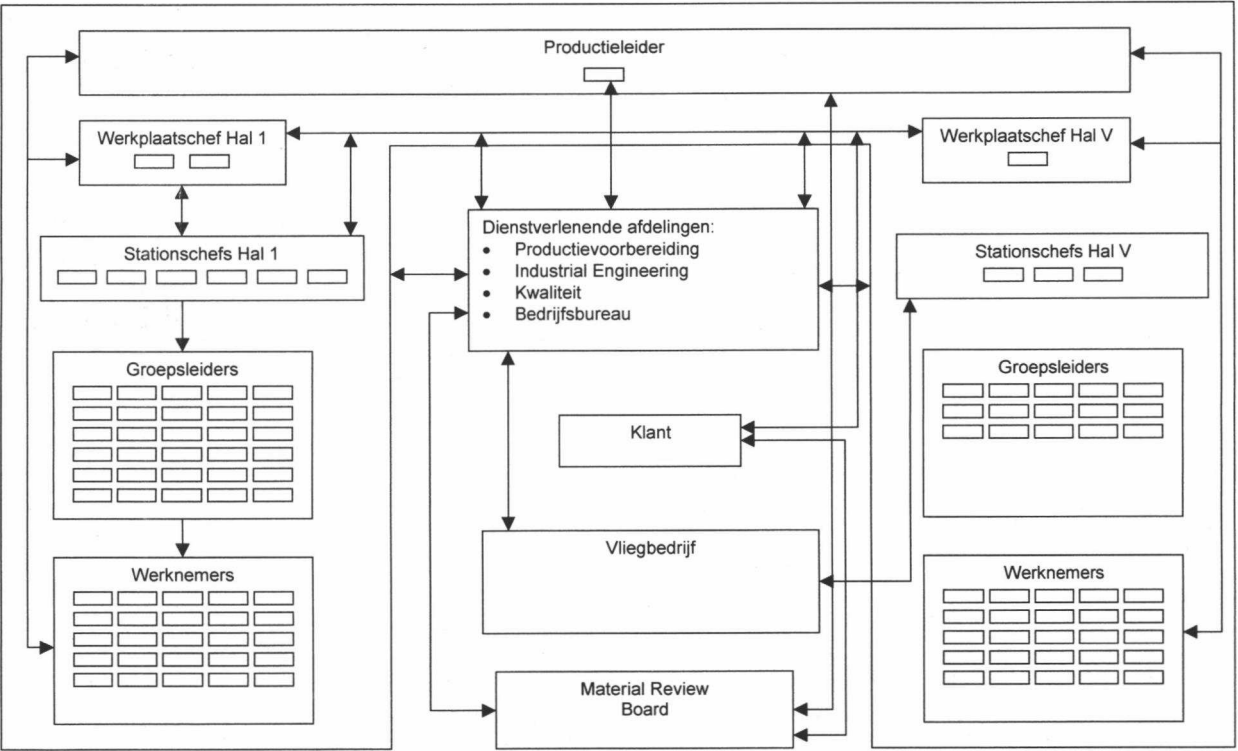 Productieleider
Werkplaatschef Hal 1
Werkplaatschef Hal V
Dienstverlenende afdelingen:
• Productievoorbereiding
• Industrial Engineering
• Kwaliteit
• Bedrijfsbureau
Stationschefs Hal 1
Stationschefs Hal V
Groepsleiders
Groepsleiders
Klant
Vliegbedrijf
Werknemers
Werknemers
Material Review
Board